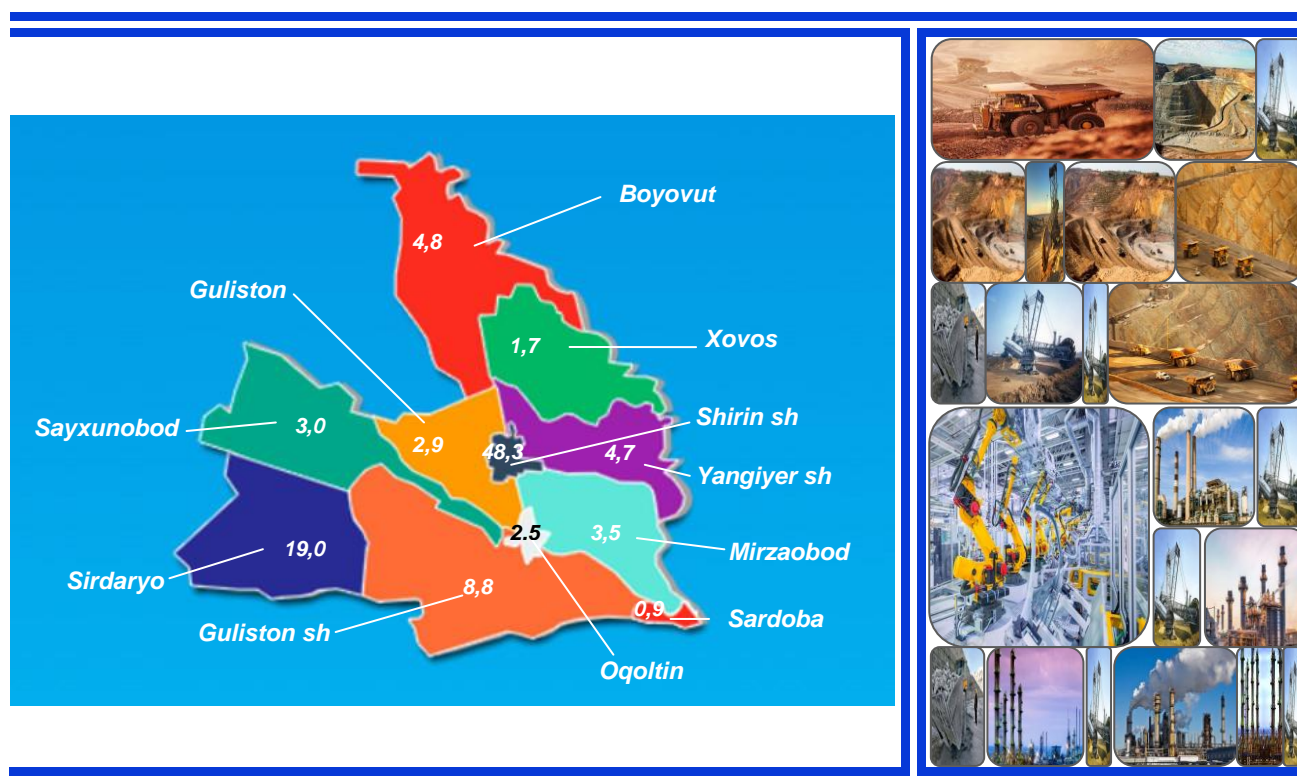 Boyovut
4,8
Guliston
1,7
Xovos
Sayxunobod
3,0
2,9
48,3
Shirin sh
4,7
Yangiyer sh
2.5
3,5
Mirzaobod
19,0
Sirdaryo
8,8
0,9
Sardoba
Guliston sh
Oqoltin